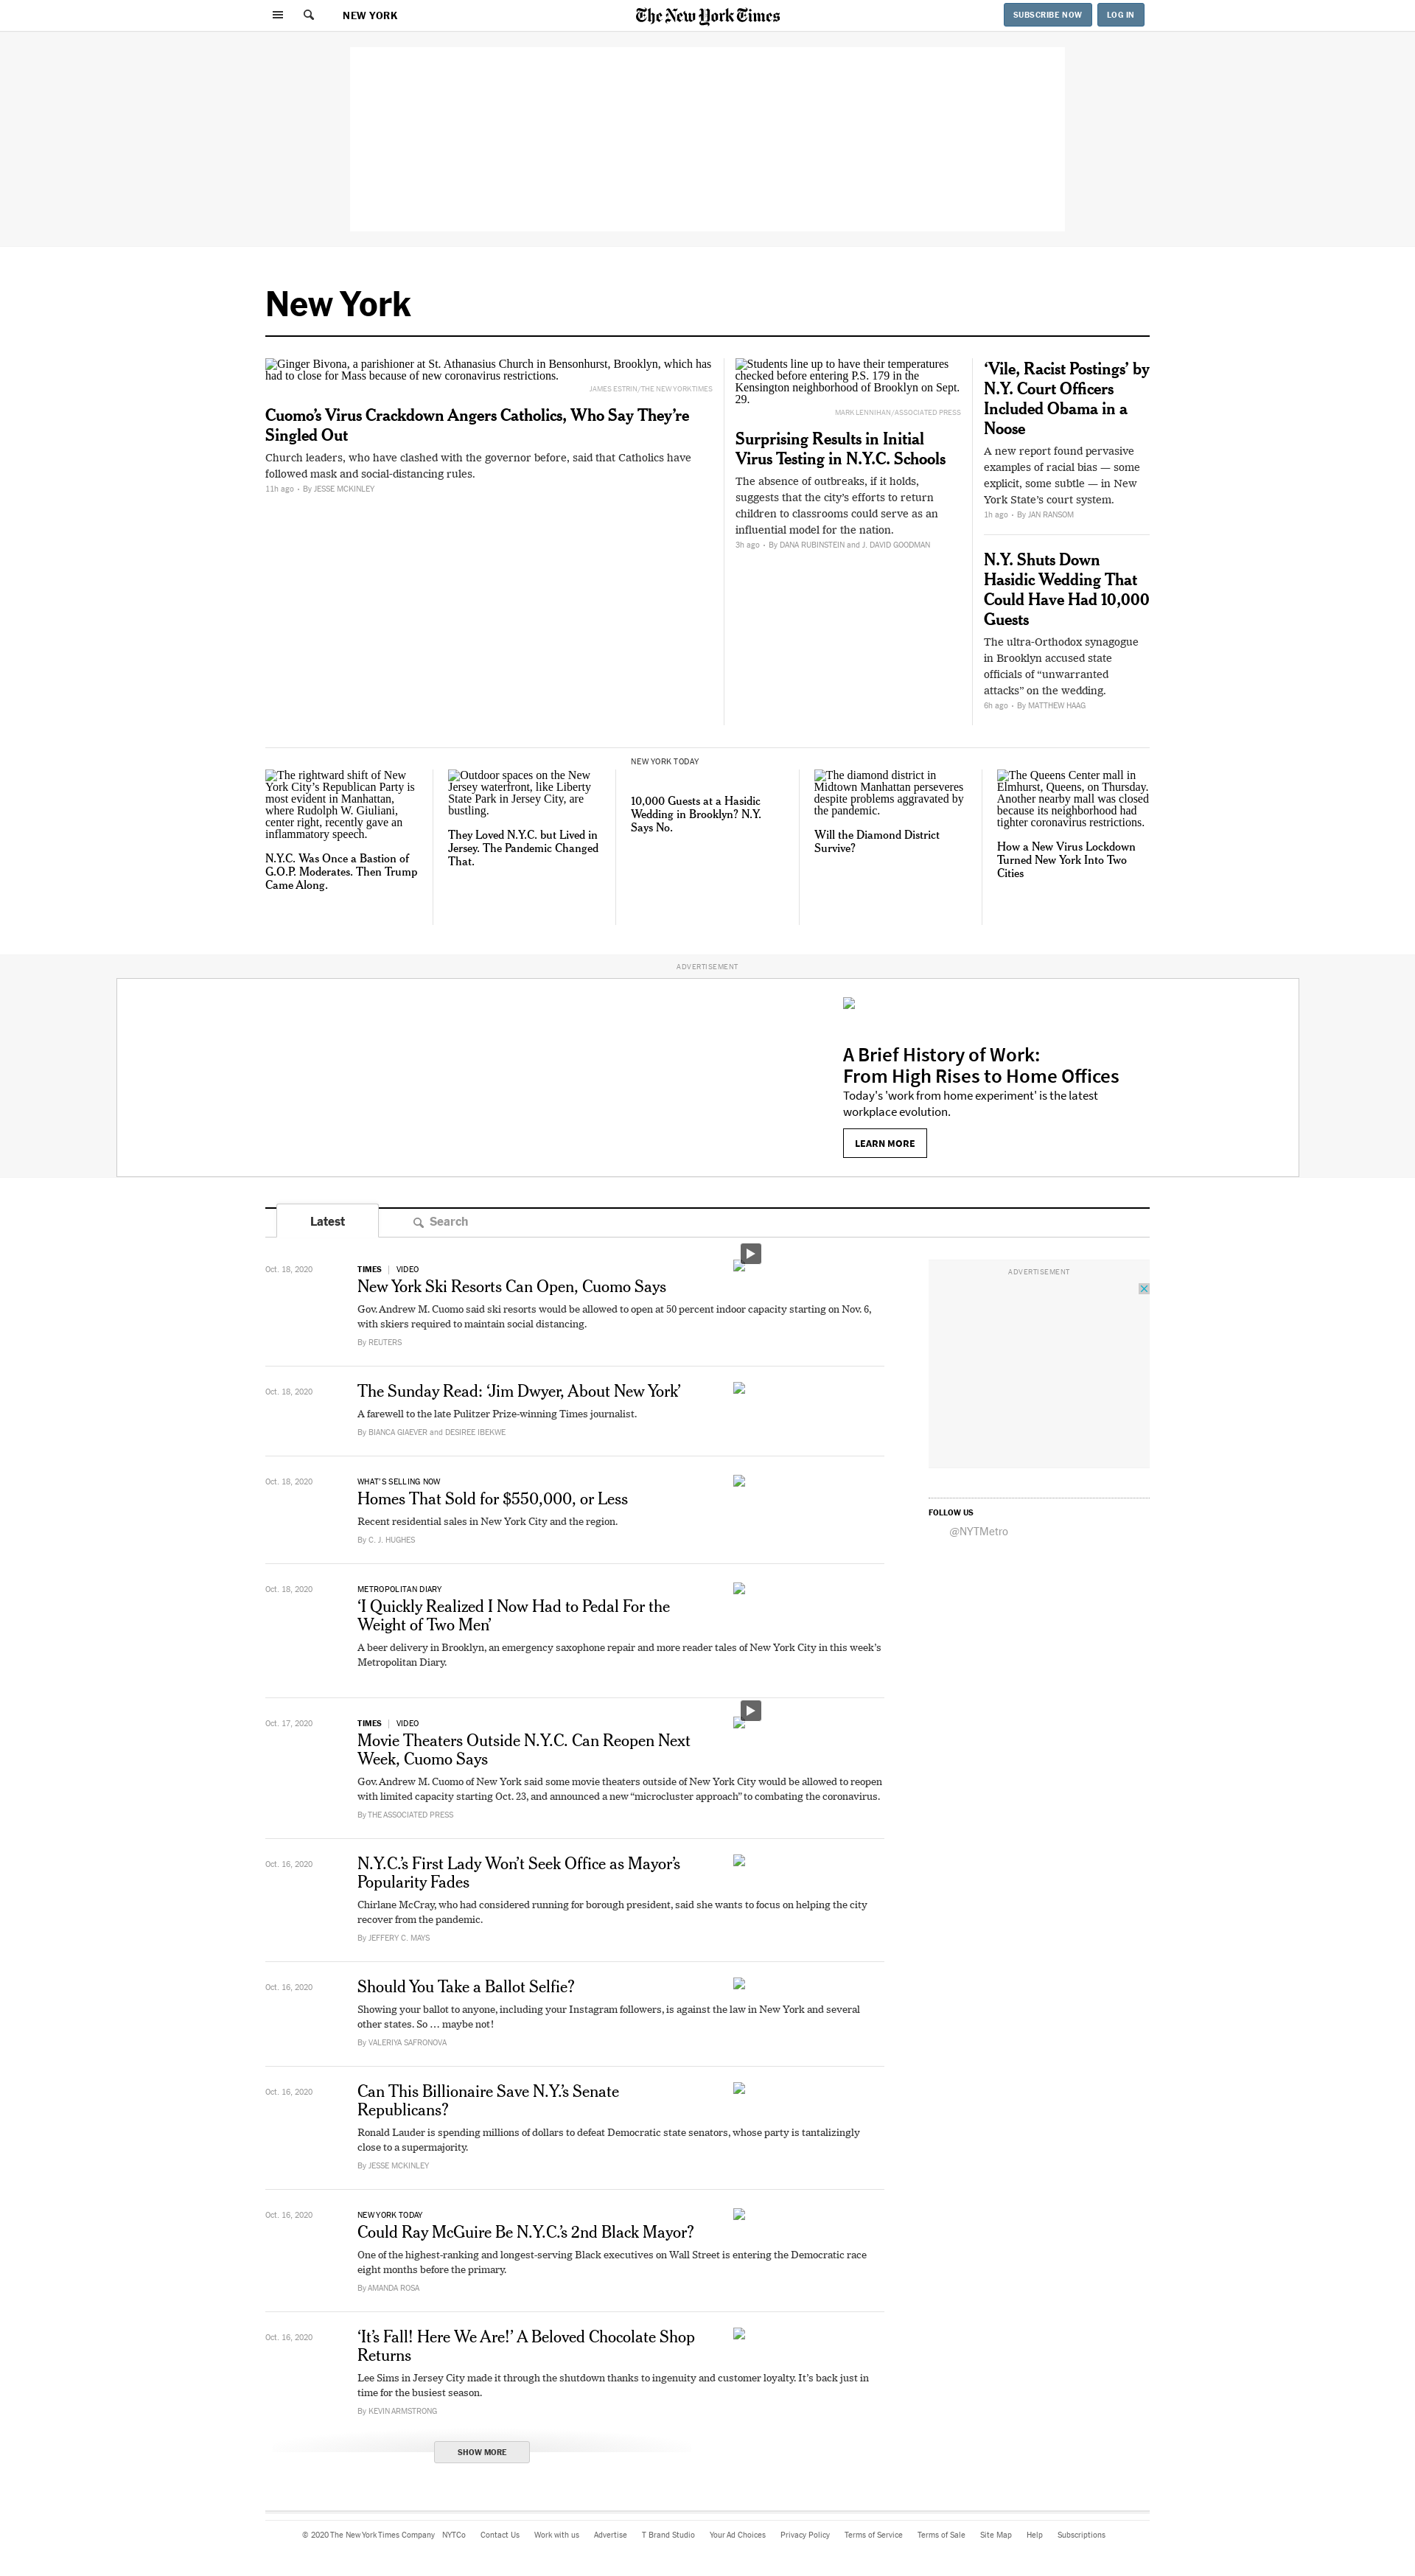 NEW YORK
The New York Times
SUBSCRIBE NOW
LOG IN
New York
Ginger Bivona, a parishioner at St. Athanasius Church in Bensonhurst, Brooklyn, which has
had to close for Mass because of new coronavirus restrictions.
JAMES ESTRIN/THE NEW YORK TIMES
Cuomo’s Virus Crackdown Angers Catholics, Who Say They’re
Singled Out
Church leaders, who have clashed with the governor before, said that Catholics have
followed mask and social-distancing rules.
11h ago • By JESSE MCKINLEY
Students line up to have their temperatures
checked before entering P.S. 179 in the
Kensington neighborhood of Brooklyn on Sept.
29.
MARK LENNIHAN/ASSOCIATED PRESS
Surprising Results in Initial
Virus Testing in N.Y.C. Schools
The absence of outbreaks, if it holds,
suggests that the city’s efforts to return
children to classrooms could serve as an
influential model for the nation.
3h ago • By DANA RUBINSTEIN and J. DAVID GOODMAN
‘Vile, Racist Postings’ by
N.Y. Court Officers
Included Obama in a
Noose
A new report found pervasive
examples of racial bias — some
explicit, some subtle — in New
York State’s court system.
1h ago • By JAN RANSOM
N.Y. Shuts Down
Hasidic Wedding That
Could Have Had 10,000
Guests
The ultra-Orthodox synagogue
in Brooklyn accused state
officials of “unwarranted
attacks” on the wedding.
6h ago • By MATTHEW HAAG
The rightward shift of New
York City’s Republican Party is
most evident in Manhattan,
where Rudolph W. Giuliani,
center right, recently gave an
inflammatory speech.
N.Y.C. Was Once a Bastion of
G.O.P. Moderates. Then Trump
Came Along.
Outdoor spaces on the New
Jersey waterfront, like Liberty
State Park in Jersey City, are
bustling.
They Loved N.Y.C. but Lived in
Jersey. The Pandemic Changed
That.
NEW YORK TODAY
10,000 Guests at a Hasidic
Wedding in Brooklyn? N.Y.
Says No.
The diamond district in
Midtown Manhattan perseveres
despite problems aggravated by
the pandemic.
Will the Diamond District
Survive?
The Queens Center mall in
Elmhurst, Queens, on Thursday.
Another nearby mall was closed
because its neighborhood had
tighter coronavirus restrictions.
How a New Virus Lockdown
Turned New York Into Two
Cities
ADVERTISEMENT
A Brief History of Work:
From High Rises to Home Offices
Today's 'work from home experiment' is the latest
workplace evolution.
LEARN MORE
Latest
Search
Oct. 18, 2020
TIMES | VIDEO
New York Ski Resorts Can Open, Cuomo Says
Gov. Andrew M. Cuomo said ski resorts would be allowed to open at 50 percent indoor capacity starting on Nov. 6,
with skiers required to maintain social distancing.
By REUTERS
Oct. 18, 2020
The Sunday Read: ‘Jim Dwyer, About New York’
A farewell to the late Pulitzer Prize-winning Times journalist.
By BIANCA GIAEVER and DESIREE IBEKWE
Oct. 18, 2020
WHAT’S SELLING NOW
Homes That Sold for $550,000, or Less
Recent residential sales in New York City and the region.
By C. J. HUGHES
Oct. 18, 2020
METROPOLITAN DIARY
‘I Quickly Realized I Now Had to Pedal For the
Weight of Two Men’
A beer delivery in Brooklyn, an emergency saxophone repair and more reader tales of New York City in this week’s
Metropolitan Diary.
Oct. 17, 2020
TIMES | VIDEO
Movie Theaters Outside N.Y.C. Can Reopen Next
Week, Cuomo Says
Gov. Andrew M. Cuomo of New York said some movie theaters outside of New York City would be allowed to reopen
with limited capacity starting Oct. 23, and announced a new “microcluster approach” to combating the coronavirus.
By THE ASSOCIATED PRESS
Oct. 16, 2020
N.Y.C.’s First Lady Won’t Seek Office as Mayor’s
Popularity Fades
Chirlane McCray, who had considered running for borough president, said she wants to focus on helping the city
recover from the pandemic.
By JEFFERY C. MAYS
Oct. 16, 2020
Should You Take a Ballot Selfie?
Showing your ballot to anyone, including your Instagram followers, is against the law in New York and several
other states. So … maybe not!
By VALERIYA SAFRONOVA
Oct. 16, 2020
Can This Billionaire Save N.Y.’s Senate
Republicans?
Ronald Lauder is spending millions of dollars to defeat Democratic state senators, whose party is tantalizingly
close to a supermajority.
By JESSE MCKINLEY
Oct. 16, 2020
NEW YORK TODAY
Could Ray McGuire Be N.Y.C.’s 2nd Black Mayor?
One of the highest-ranking and longest-serving Black executives on Wall Street is entering the Democratic race
eight months before the primary.
By AMANDA ROSA
Oct. 16, 2020
‘It’s Fall! Here We Are!’ A Beloved Chocolate Shop
Returns
Lee Sims in Jersey City made it through the shutdown thanks to ingenuity and customer loyalty. It’s back just in
time for the busiest season.
By KEVIN ARMSTRONG
SHOW MORE
ADVERTISEMENT
FOLLOW US
@NYTMetro
© 2020 The New York Times Company NYTCo Contact Us Work with us Advertise T Brand Studio Your Ad Choices Privacy Policy Terms of Service Terms of Sale Site Map Help Subscriptions